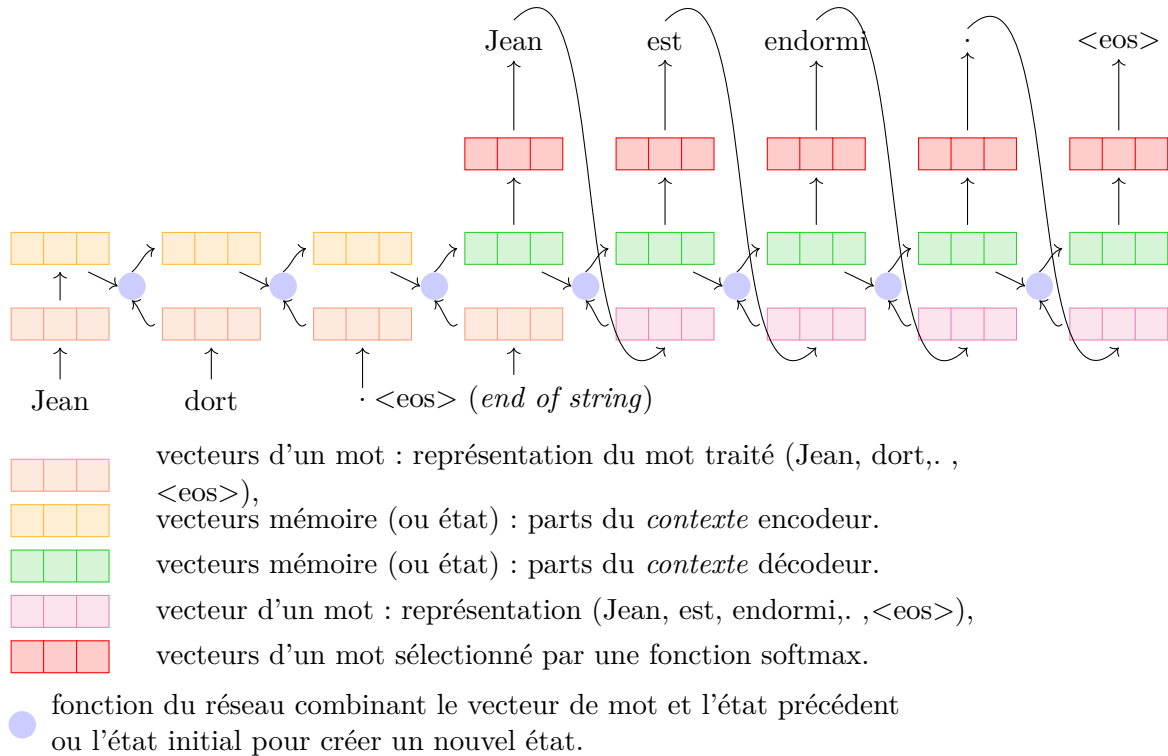 Jean est endormi . <eos>
Jean dort . <eos> (end of string)
vecteurs d'un mot : représentation du mot traité (Jean, dort,. ,
<eos>),
vecteurs mémoire (ou état) : parts du contexte encodeur.
vecteurs mémoire (ou état) : parts du contexte décodeur.
vecteur d'un mot : représentation (Jean, est, endormi,. ,<eos>),
vecteurs d'un mot sélectionné par une fonction softmax.
fonction du réseau combinant le vecteur de mot et l'état précédent
ou l'état initial pour créer un nouvel état.